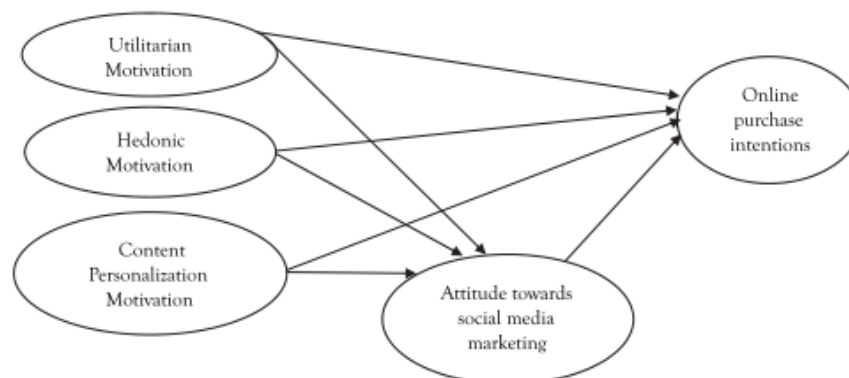 Utilitarian
Motivation
Hedonic
Motivation
Content
Personalization
Motivation
Attitude towards
social media
marketing
Online
purchase
intentions